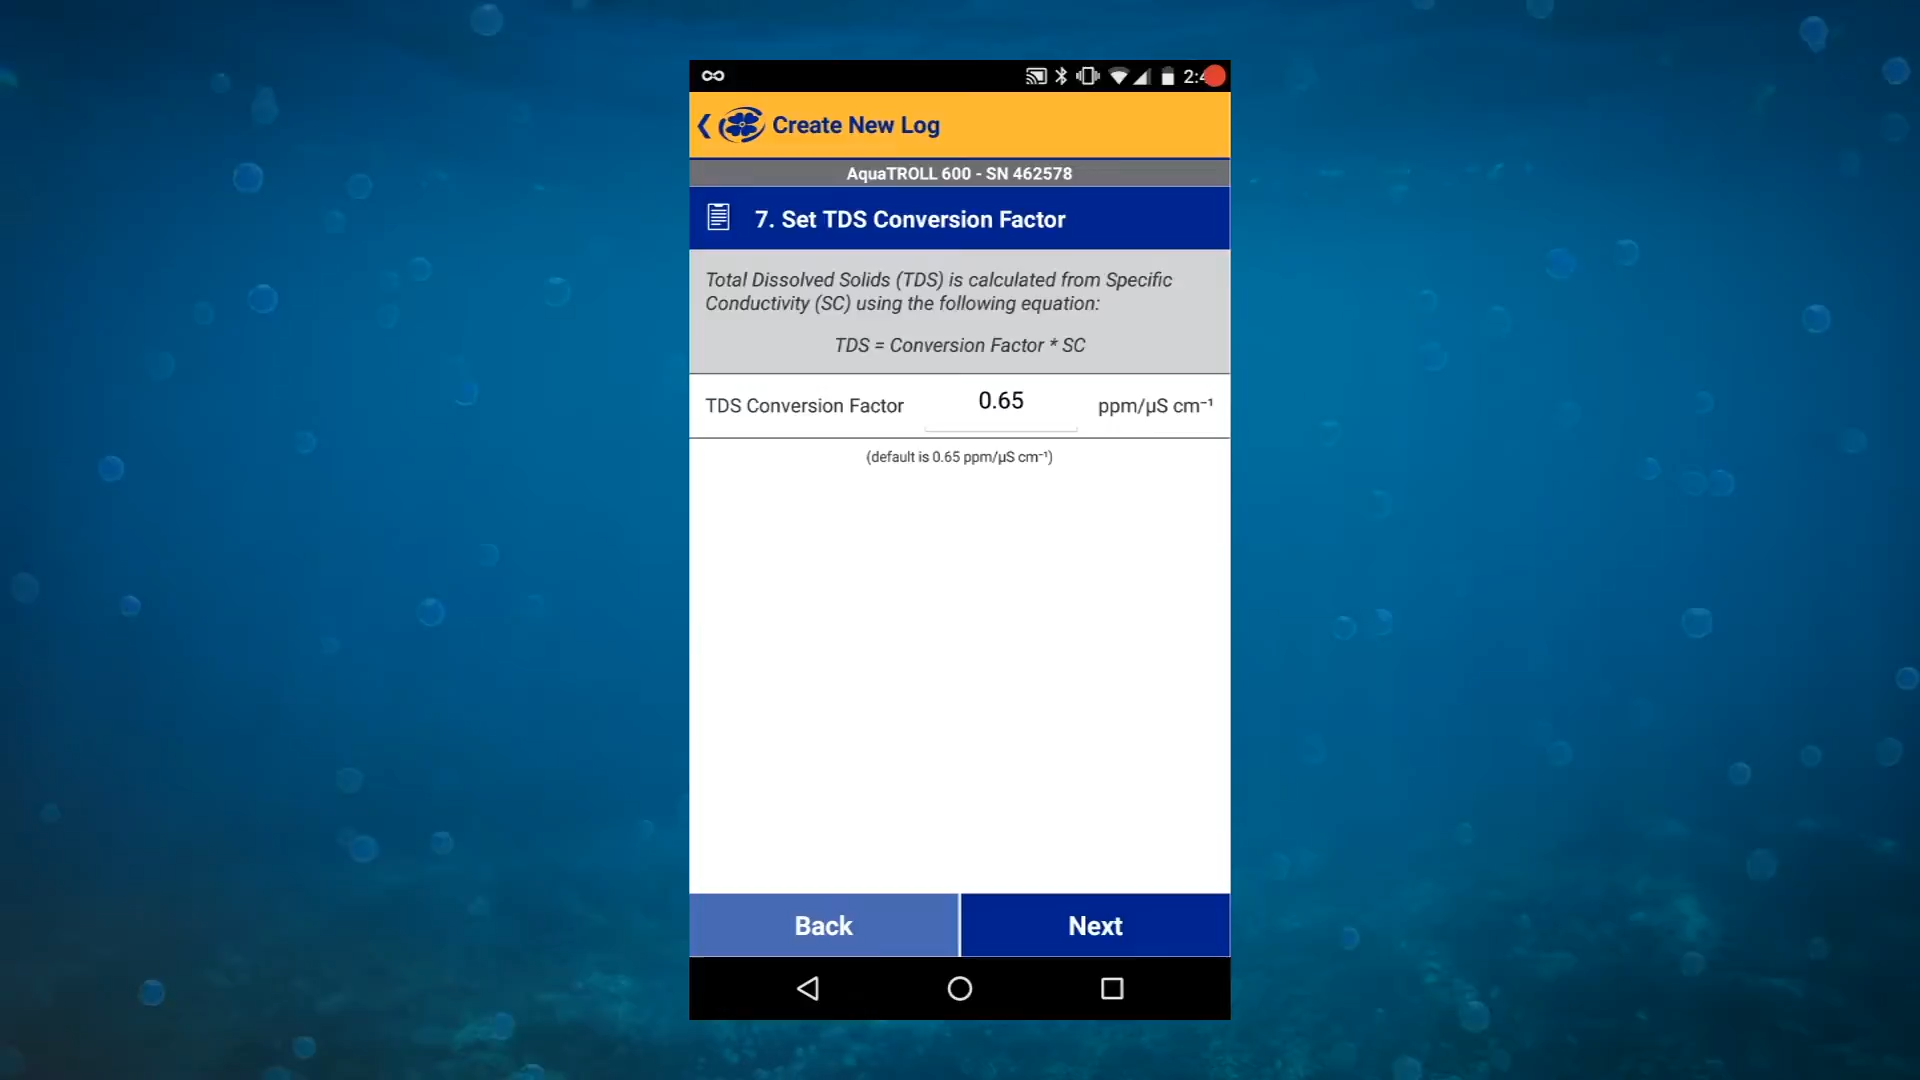 2:4
Create New Log
AquaTROLL 600 - SN 462578
7. Set TDS Conversion Factor
Total Dissolved Solids (TDS) is calculated from Specific
Conductivity (SC) using the following equation:
TDS = Conversion Factor * SC
TDS Conversion Factor 0.65 ppm/µS cm⁻¹
(default is 0.65 ppm/µS cm⁻¹)
Back Next